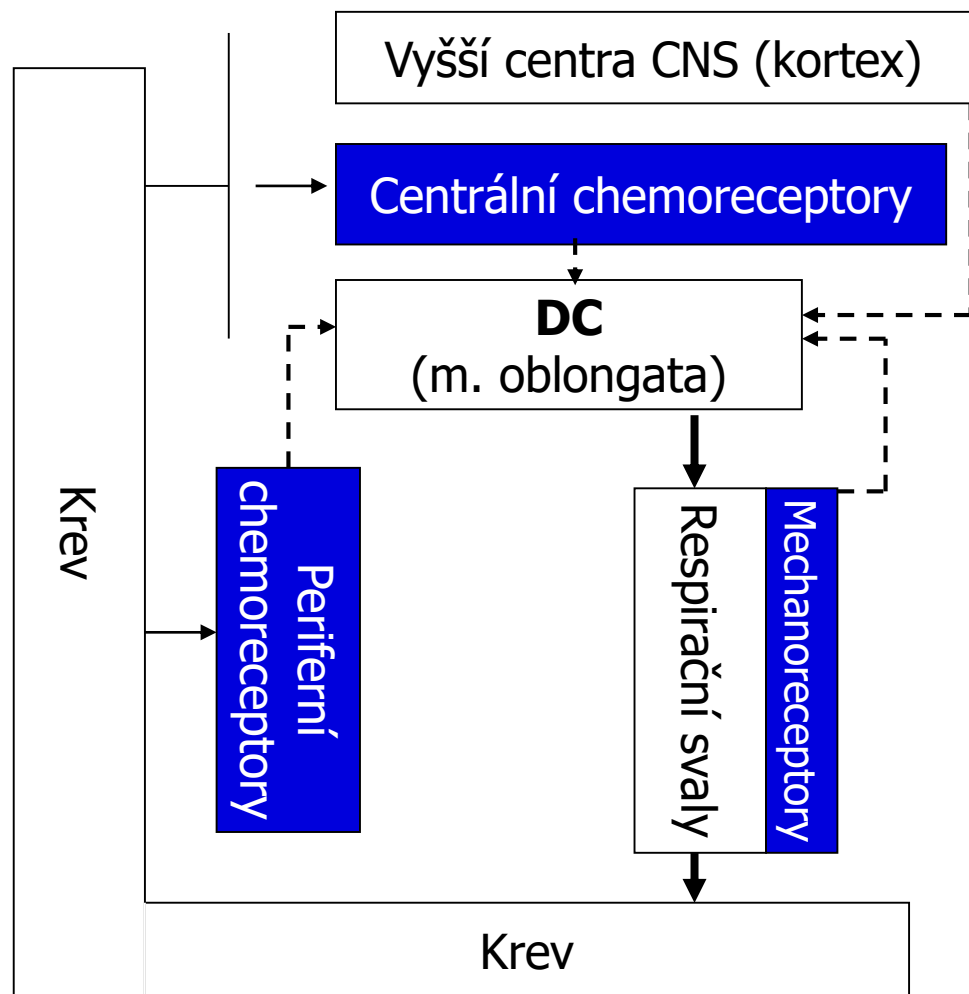 Vyšší centra CNS (kortex)
Centrální chemoreceptory
DC
(m. oblongata)
Krev
Periferní
chemoreceptory
Respirační svaly
Mechanoreceptory
Krev